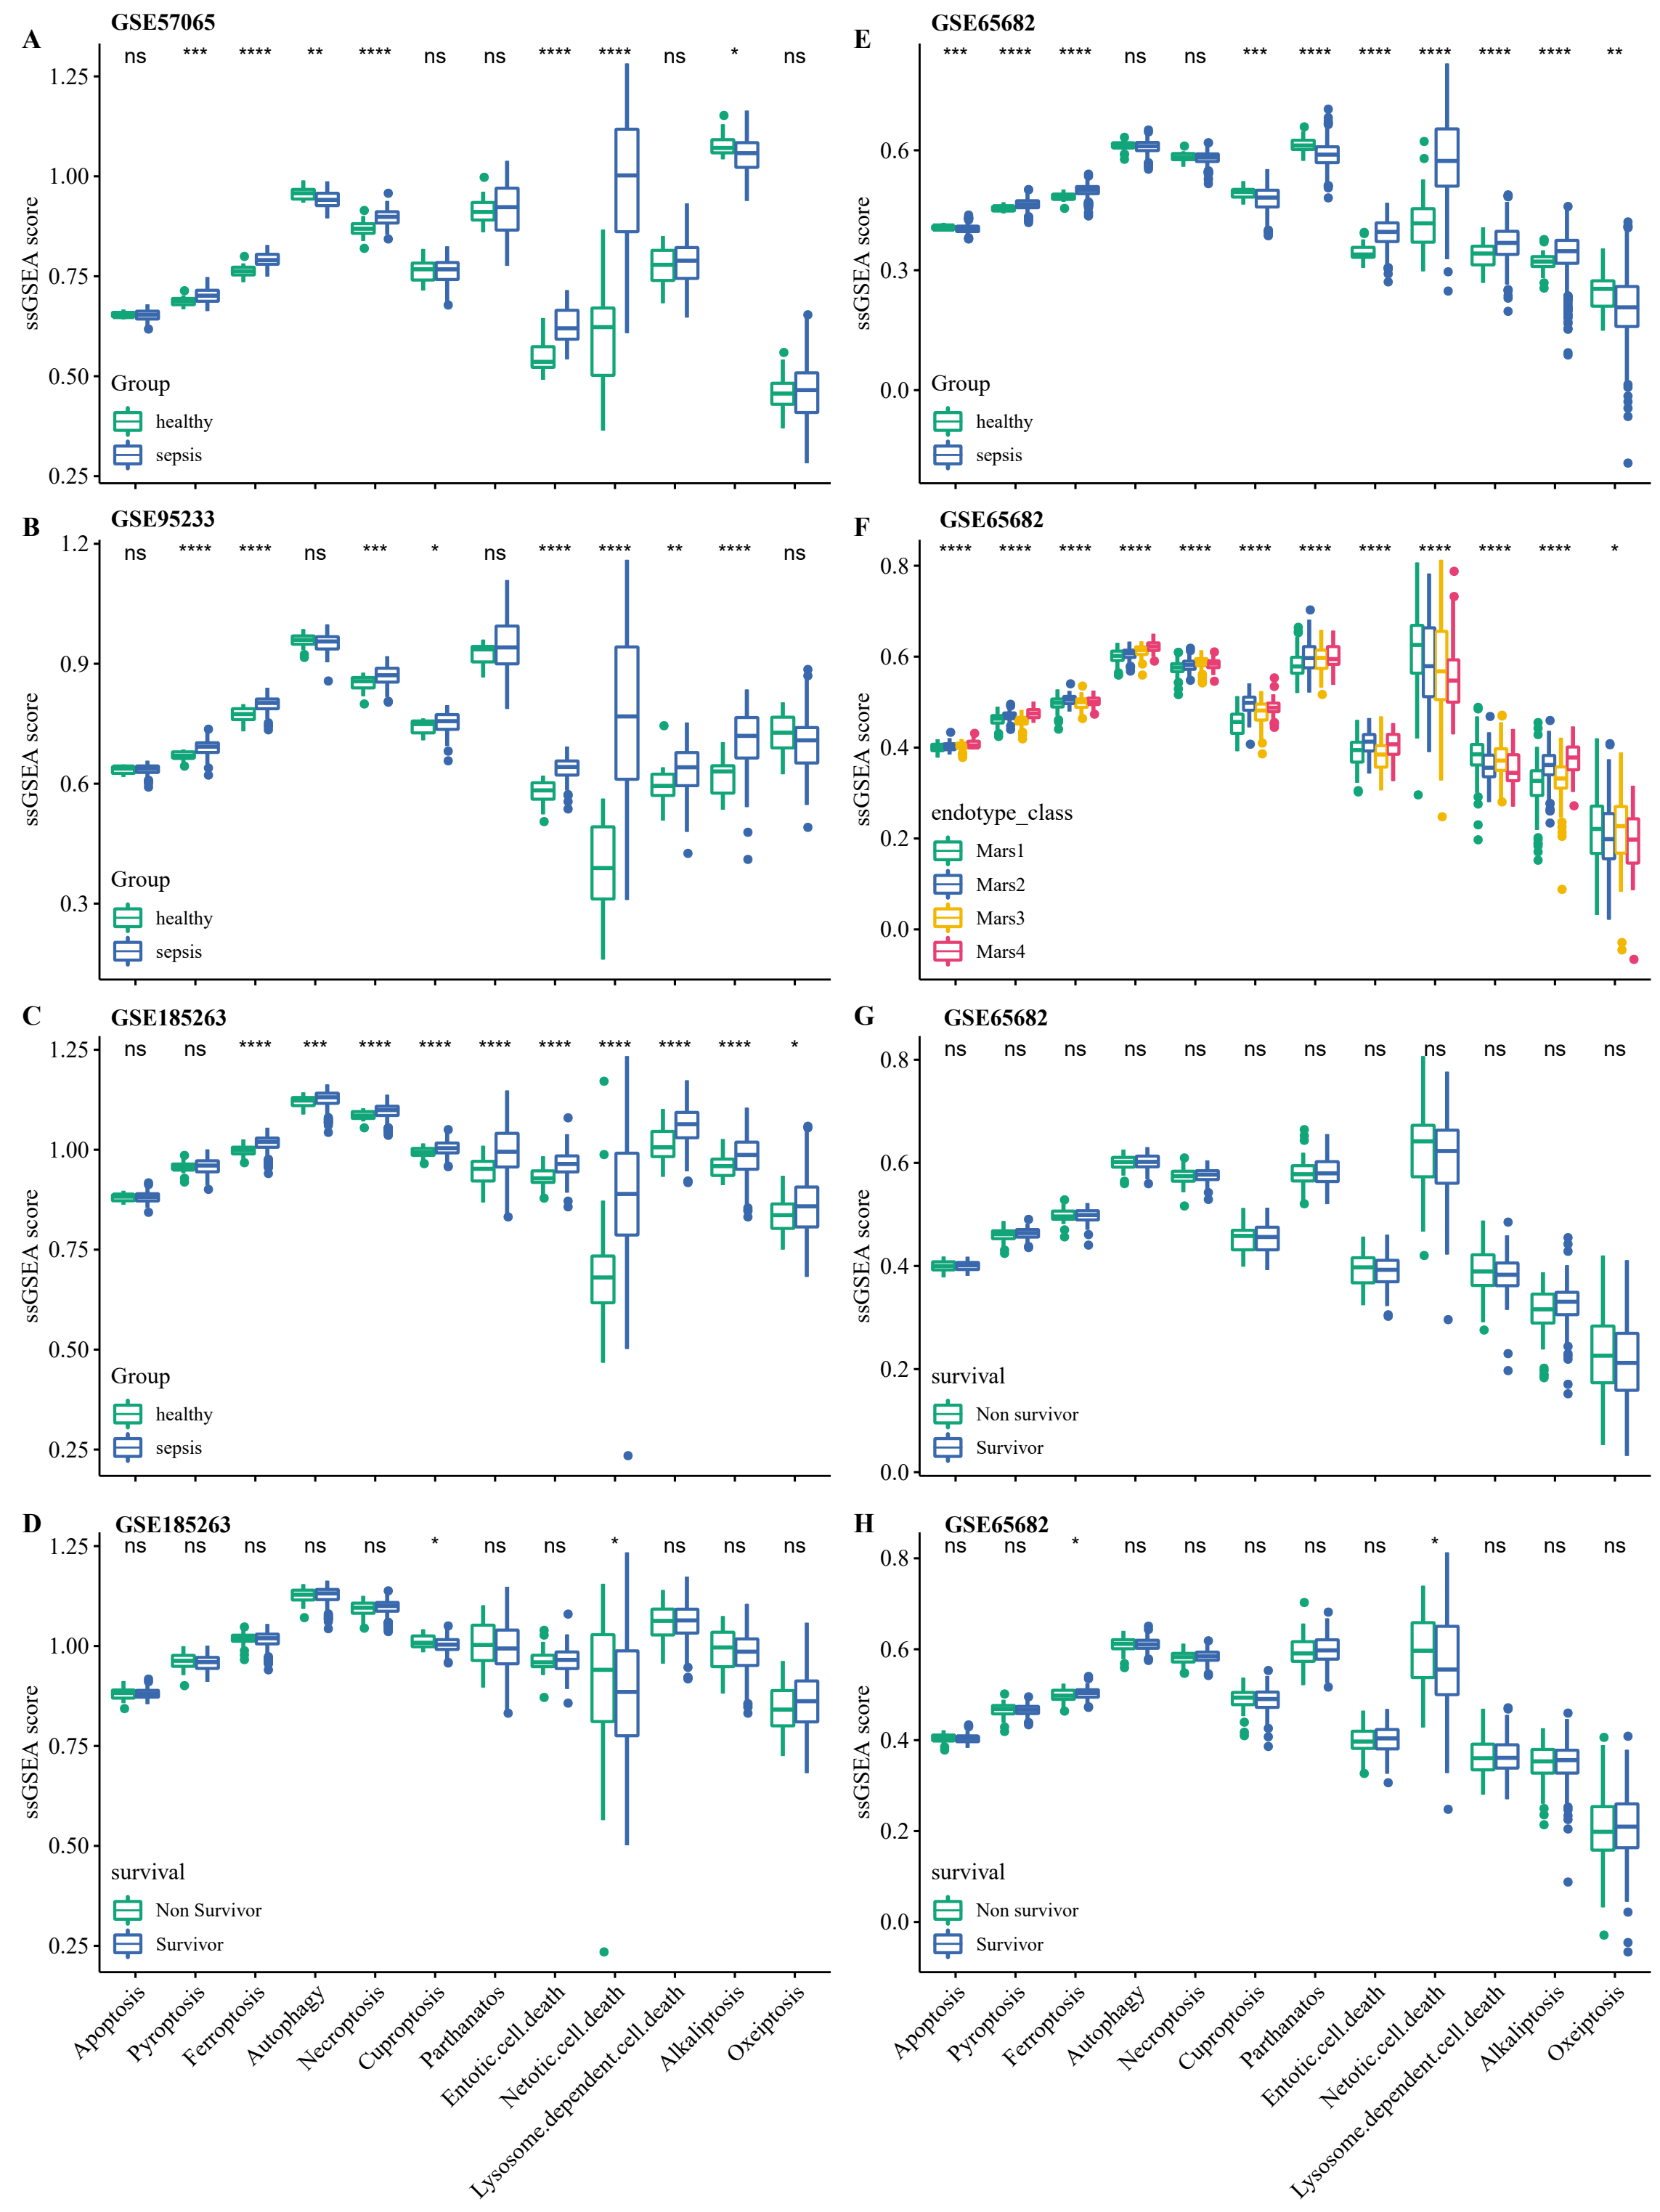 A
GSE57065
ns *** **** ** **** ns ns **** **** ns * ns
1.25
1.00
0.75
0.50
0.25
ssGSEA score
Group
healthy
sepsis
B
GSE95233
ns **** **** ns *** * ns **** **** ** **** ns
1.2
0.9
0.6
0.3
ssGSEA score
Group
healthy
sepsis
C
GSE185263
ns ns **** *** **** **** **** **** **** **** **** *
1.25
1.00
0.75
0.50
0.25
ssGSEA score
Group
healthy
sepsis
D
GSE185263
ns ns ns ns ns * ns ns * ns ns ns
1.25
1.00
0.75
0.50
0.25
ssGSEA score
survival
Non Survivor
Survivor
Apoptosis
Pyroptosis
Ferroptosis
Autophagy
Necroptosis
Cuproptosis
Parthanatos
Entotic.cell.death
Netotic.cell.death
Lysosome.dependent.cell.death
Alkaliptosis
Oxeiptosis
E
GSE65682
*** **** **** ns ns *** **** **** **** **** **** **
0.6
0.3
0.0
ssGSEA score
Group
healthy
sepsis
F
GSE65682
**** **** **** **** **** **** **** **** **** **** **** *
0.8
0.6
0.4
0.2
0.0
ssGSEA score
endotype_class
Mars1
Mars2
Mars3
Mars4
G
GSE65682
ns ns ns ns ns ns ns ns ns ns ns ns
0.8
0.6
0.4
0.2
0.0
ssGSEA score
survival
Non survivor
Survivor
H
GSE65682
ns ns * ns ns ns ns ns * ns ns ns
0.8
0.6
0.4
0.2
0.0
ssGSEA score
survival
Non survivor
Survivor
Apoptosis
Pyroptosis
Ferroptosis
Autophagy
Necroptosis
Cuproptosis
Parthanatos
Entotic.cell.death
Netotic.cell.death
Lysosome.dependent.cell.death
Alkaliptosis
Oxeiptosis